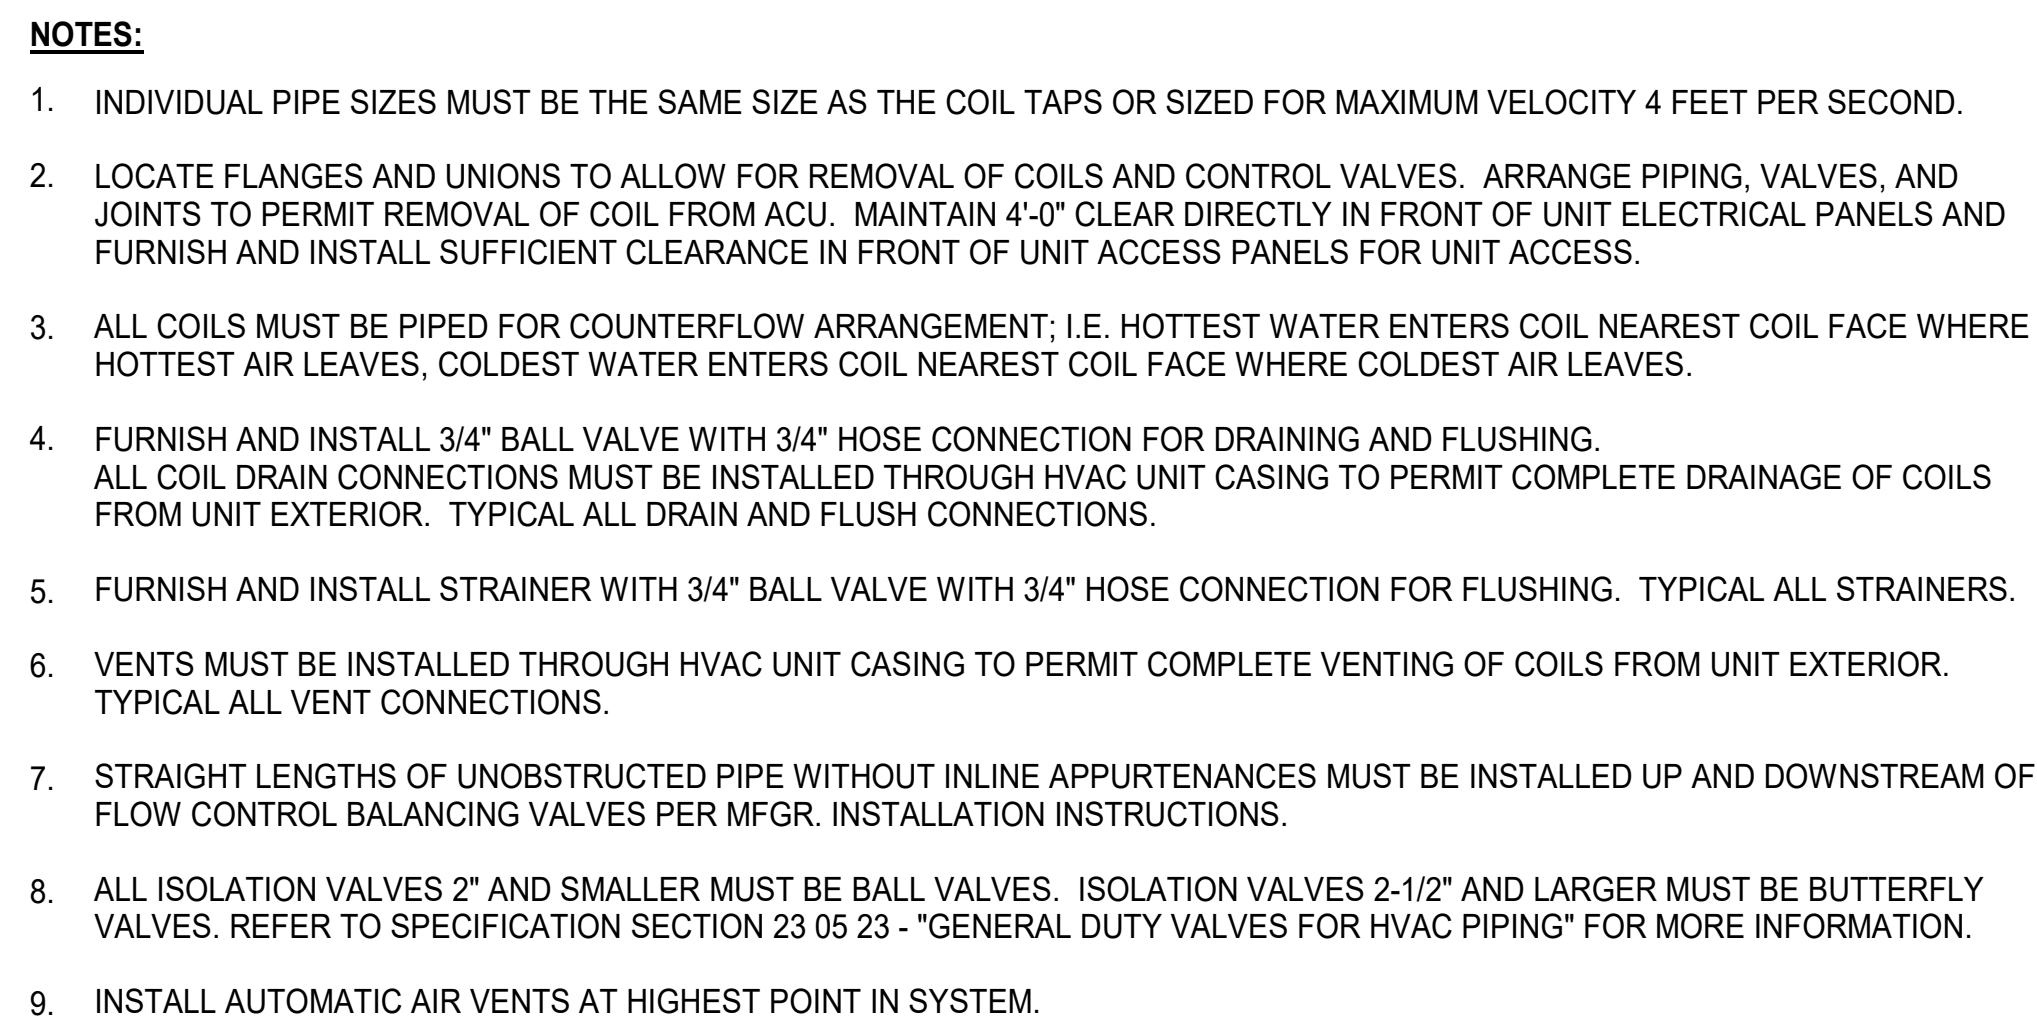 NOTES:
1. INDIVIDUAL PIPE SIZES MUST BE THE SAME SIZE AS THE COIL TAPS OR SIZED FOR MAXIMUM VELOCITY 4 FEET PER SECOND.
2. LOCATE FLANGES AND UNIONS TO ALLOW FOR REMOVAL OF COILS AND CONTROL VALVES.  ARRANGE PIPING, VALVES, AND
JOINTS TO PERMIT REMOVAL OF COIL FROM ACU.  MAINTAIN 4'-0" CLEAR DIRECTLY IN FRONT OF UNIT ELECTRICAL PANELS AND
FURNISH AND INSTALL SUFFICIENT CLEARANCE IN FRONT OF UNIT ACCESS PANELS FOR UNIT ACCESS.
3. ALL COILS MUST BE PIPED FOR COUNTERFLOW ARRANGEMENT; I.E. HOTTEST WATER ENTERS COIL NEAREST COIL FACE WHERE
HOTTEST AIR LEAVES, COLDEST WATER ENTERS COIL NEAREST COIL FACE WHERE COLDEST AIR LEAVES.
4. FURNISH AND INSTALL 3/4" BALL VALVE WITH 3/4" HOSE CONNECTION FOR DRAINING AND FLUSHING.
ALL COIL DRAIN CONNECTIONS MUST BE INSTALLED THROUGH HVAC UNIT CASING TO PERMIT COMPLETE DRAINAGE OF COILS
FROM UNIT EXTERIOR.  TYPICAL ALL DRAIN AND FLUSH CONNECTIONS.
5. FURNISH AND INSTALL STRAINER WITH 3/4" BALL VALVE WITH 3/4" HOSE CONNECTION FOR FLUSHING.  TYPICAL ALL STRAINERS.
6. VENTS MUST BE INSTALLED THROUGH HVAC UNIT CASING TO PERMIT COMPLETE VENTING OF COILS FROM UNIT EXTERIOR.
TYPICAL ALL VENT CONNECTIONS.
7. STRAIGHT LENGTHS OF UNOBSTRUCTED PIPE WITHOUT INLINE APPURTENANCES MUST BE INSTALLED UP AND DOWNSTREAM OF
FLOW CONTROL BALANCING VALVES PER MFGR. INSTALLATION INSTRUCTIONS.
8. ALL ISOLATION VALVES 2" AND SMALLER MUST BE BALL VALVES.  ISOLATION VALVES 2-1/2" AND LARGER MUST BE BUTTERFLY
VALVES. REFER TO SPECIFICATION SECTION 23 05 23 - "GENERAL DUTY VALVES FOR HVAC PIPING" FOR MORE INFORMATION.
9. INSTALL AUTOMATIC AIR VENTS AT HIGHEST POINT IN SYSTEM.